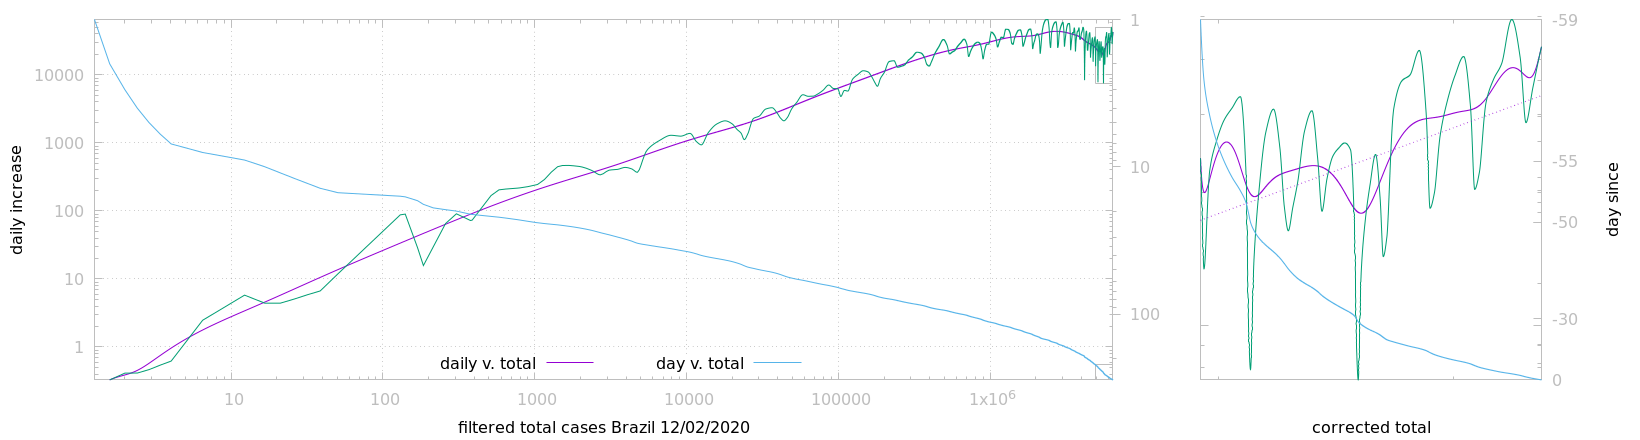 daily increase
10000
1000
100
10
1
10
100
1000
10000
100000
1x10^6
filtered total cases Brazil 12/02/2020
daily v. total
day v. total
1
10
100
-59
-55
-50
-30
0
day since
corrected total